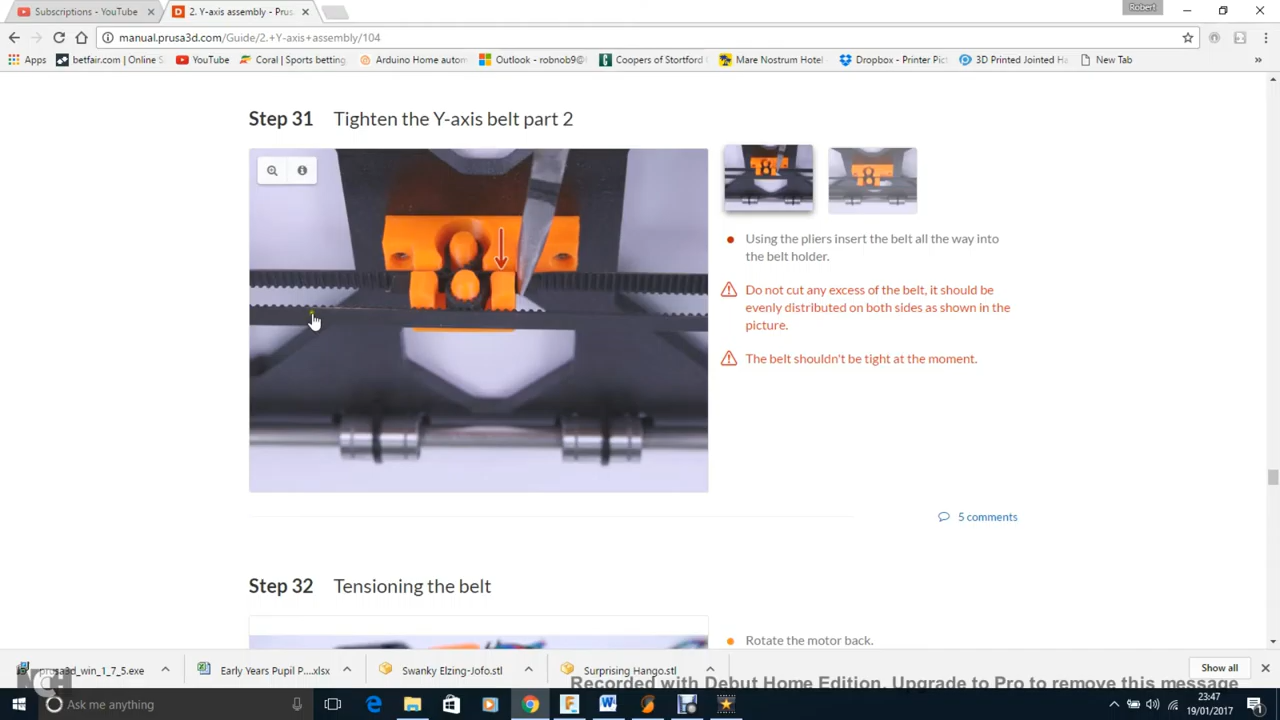 Subscriptions - YouTube
2. Y-axis assembly - Prus
Robert
manual.prusa3d.com/Guide/2.+Y-axis+assembly/104
Apps
betfair.com | Online S
YouTube
Coral | Sports betting
Arduino Home autom
Outlook - robnob9@
Coopers of Stortford
Mare Nostrum Hotel
Dropbox - Printer Pict
3D Printed Jointed Ha
New Tab
Step 31 Tighten the Y-axis belt part 2
Using the pliers insert the belt all the way into
the belt holder.
Do not cut any excess of the belt, it should be
evenly distributed on both sides as shown in the
picture.
The belt shouldn't be tight at the moment.
5 comments
Step 32 Tensioning the belt
Rotate the motor back.
prusa3d_win_1_7_5.exe
Early Years Pupil P....xlsx
Swanky Elzing-Jofo.stl
Surprising Hango.stl
Show all
Recorded with Debut Home Edition. Upgrade to Pro to remove this message
Ask me anything
23:47
19/01/2017